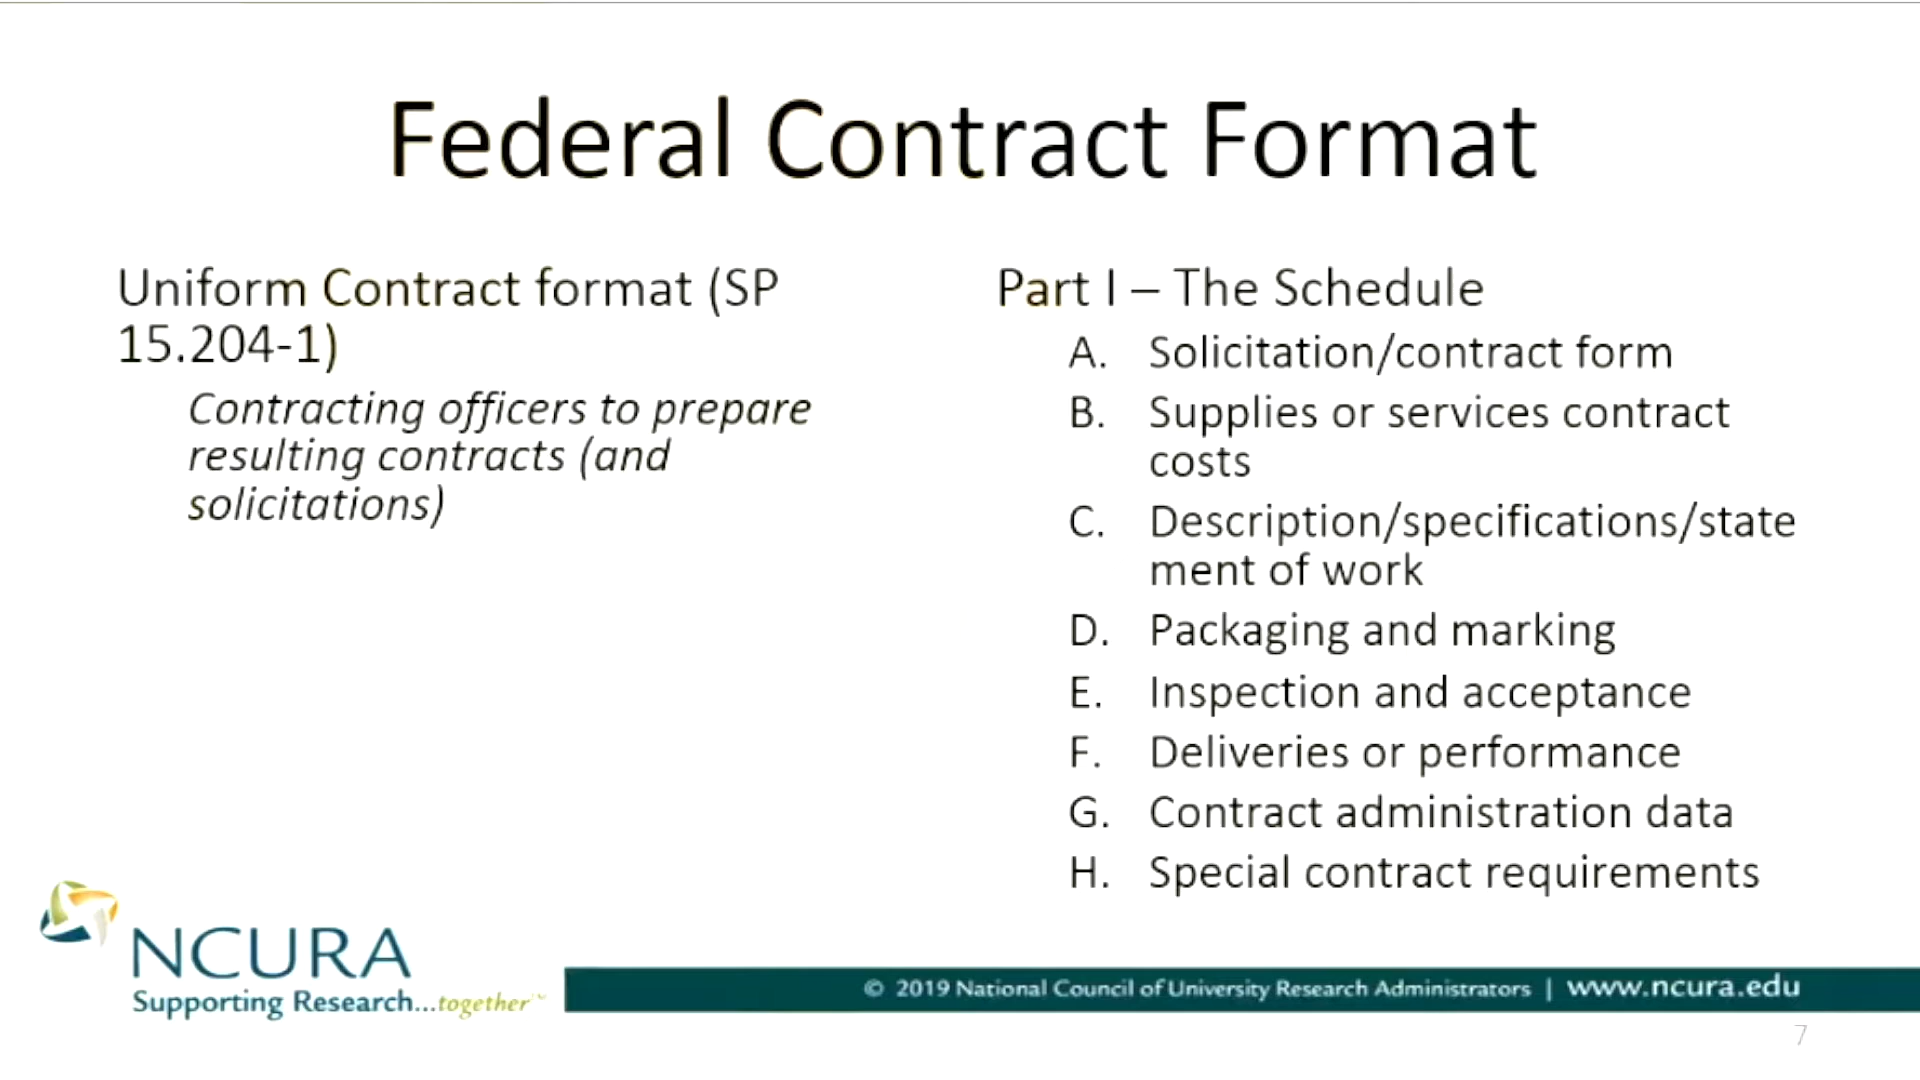 Federal Contract Format
Uniform Contract format (SP
15.204-1)
Contracting officers to prepare
resulting contracts (and
solicitations)
Part I – The Schedule
A. Solicitation/contract form
B. Supplies or services contract
costs
C. Description/specifications/state
ment of work
D. Packaging and marking
E. Inspection and acceptance
F. Deliveries or performance
G. Contract administration data
H. Special contract requirements
NCURA
Supporting Research...together™
© 2019 National Council of University Research Administrators | www.ncura.edu
7